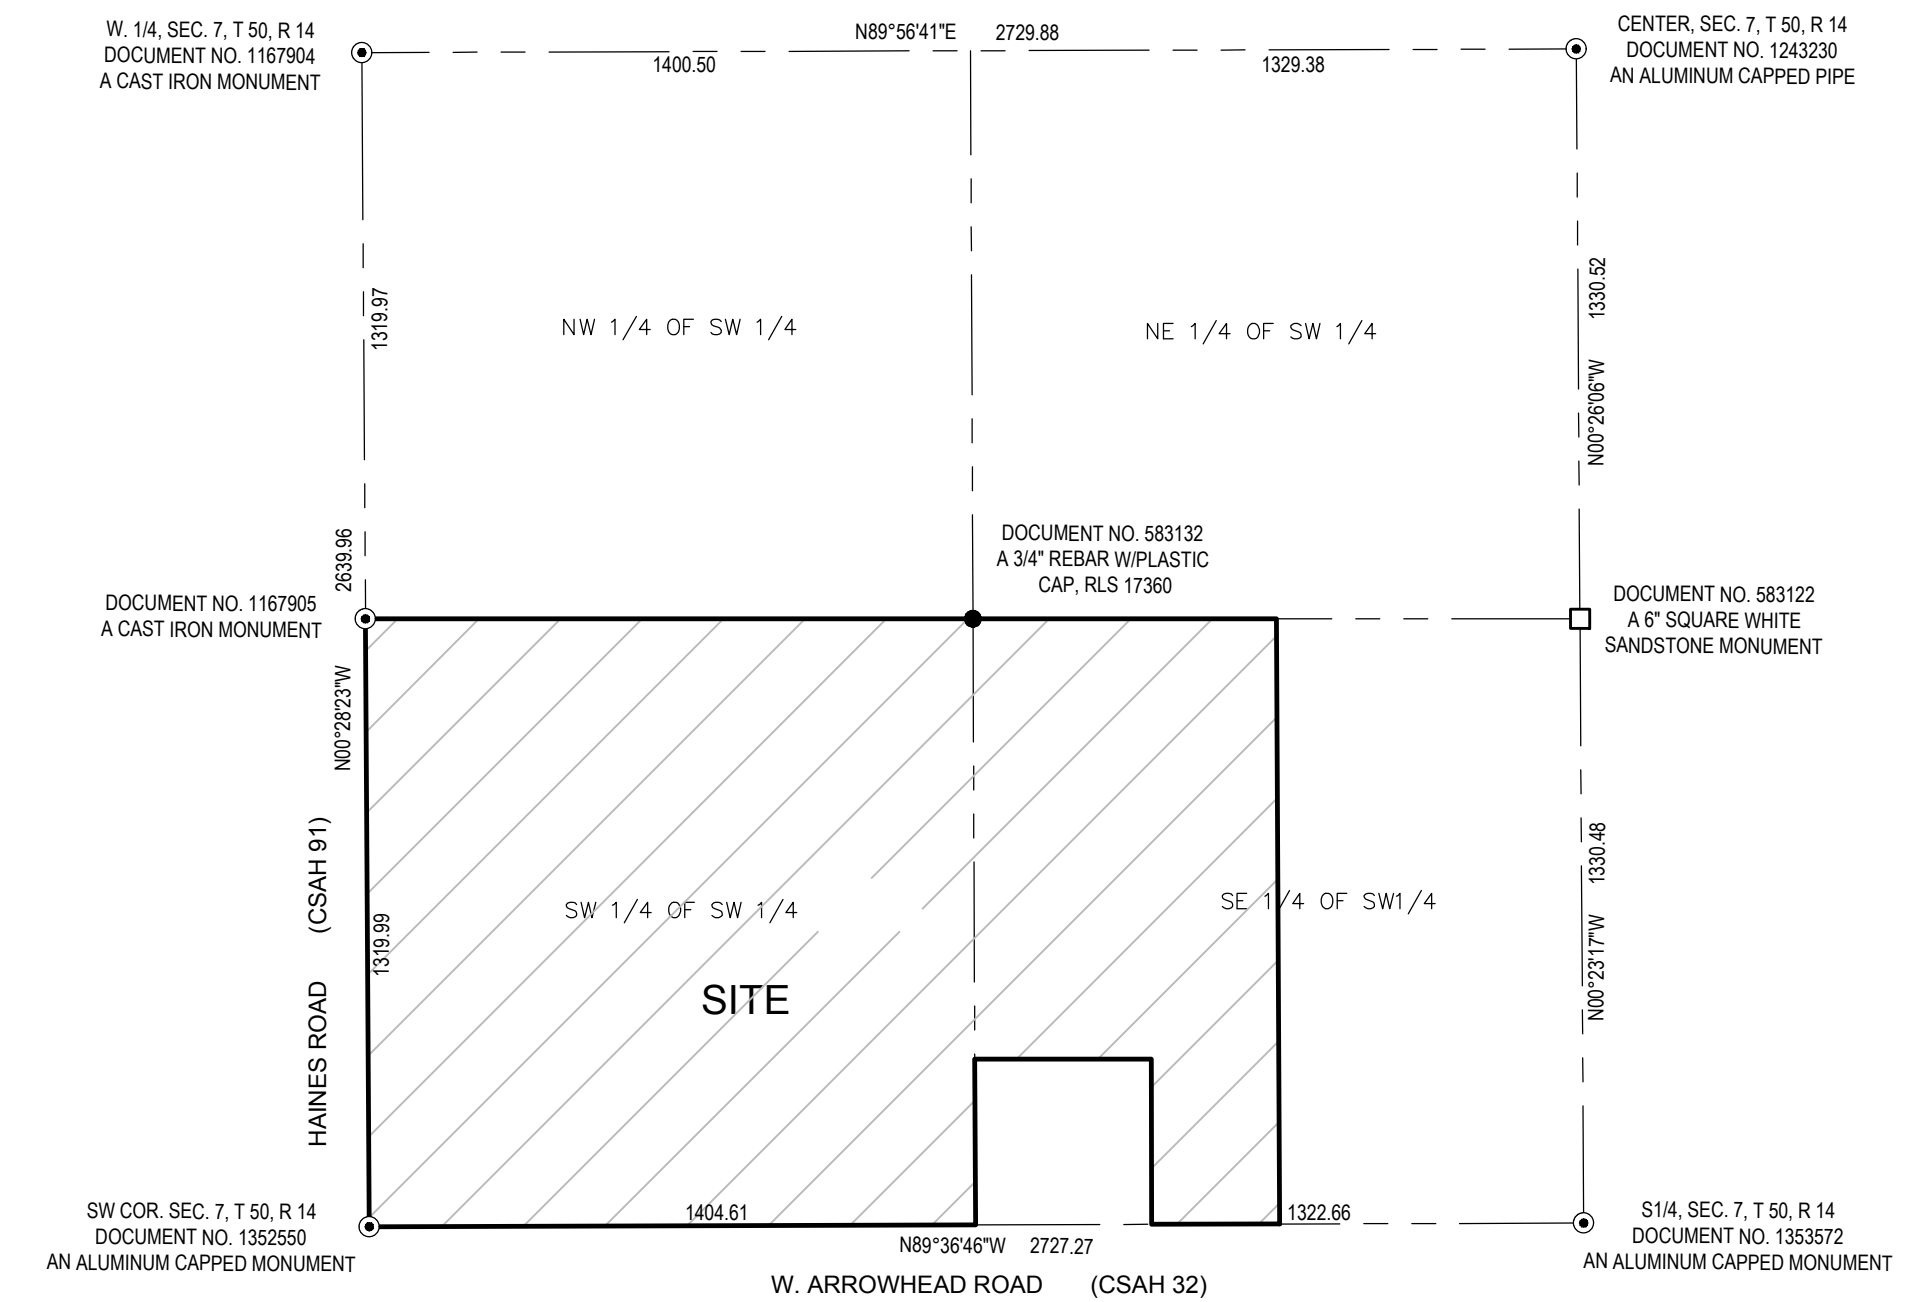 W. 1/4, SEC. 7, T 50, R 14
DOCUMENT NO. 1167904
A CAST IRON MONUMENT
N89°56'41"E 2729.88
1400.50
1329.38
CENTER, SEC. 7, T 50, R 14
DOCUMENT NO. 1243230
AN ALUMINUM CAPPED PIPE
1319.97
NW 1/4 OF SW 1/4
NE 1/4 OF SW 1/4
N00°26'06"W 1330.52
DOCUMENT NO. 583132
A 3/4" REBAR W/PLASTIC
CAP, RLS 17360
N00°28'23"W 2639.96
DOCUMENT NO. 1167905
A CAST IRON MONUMENT
DOCUMENT NO. 583122
A 6" SQUARE WHITE
SANDSTONE MONUMENT
HAINES ROAD (CSAH 91)
1319.99
SW 1/4 OF SW 1/4
SE 1/4 OF SW1/4
N00°23'17"W 1330.48
SITE
SW COR. SEC. 7, T 50, R 14
DOCUMENT NO. 1352550
AN ALUMINUM CAPPED MONUMENT
1404.61
1322.66
N89°36'46"W 2727.27
W. ARROWHEAD ROAD (CSAH 32)
S1/4, SEC. 7, T 50, R 14
DOCUMENT NO. 1353572
AN ALUMINUM CAPPED MONUMENT